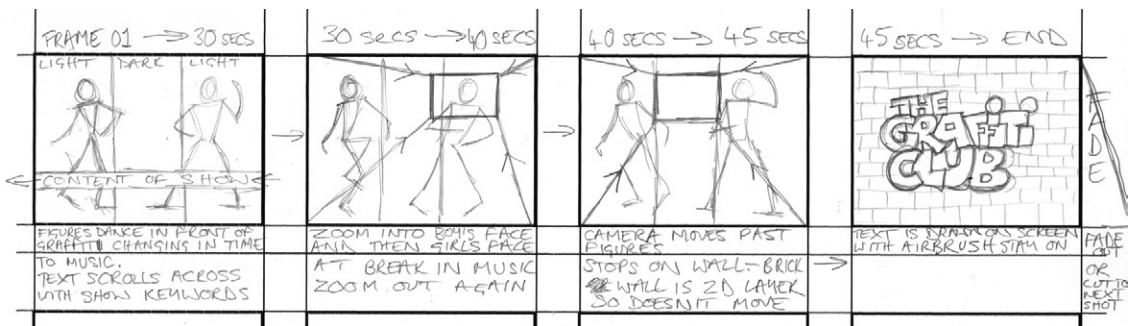 FRAME 01 → 30 SECS
LIGHT DARK LIGHT
← CONTENT OF SHOW ←
FIGURES DANCE IN FRONT OF
GRAFFITI CHANGING IN TIME
TO MUSIC.
TEXT SCROLLS ACROSS
WITH SHOW KEYWORDS
30 SECS → 40 SECS
ZOOM INTO BOY'S FACE
AND THEN GIRL'S FACE
AT BREAK IN MUSIC
ZOOM OUT AGAIN
40 SECS → 45 SECS
CAMERA MOVES PAST
FIGURES
STOPS ON WALL - BRICK
WALL IS 2D LAYER
SO DOESN'T MOVE
45 SECS → END
THE
GRAFITI
CLUB
TEXT IS DRAWN ON SCREEN
WITH AIRBRUSH STAY ON
FADE
FADE
OUT
OR
CUT TO
NEXT
SHOT